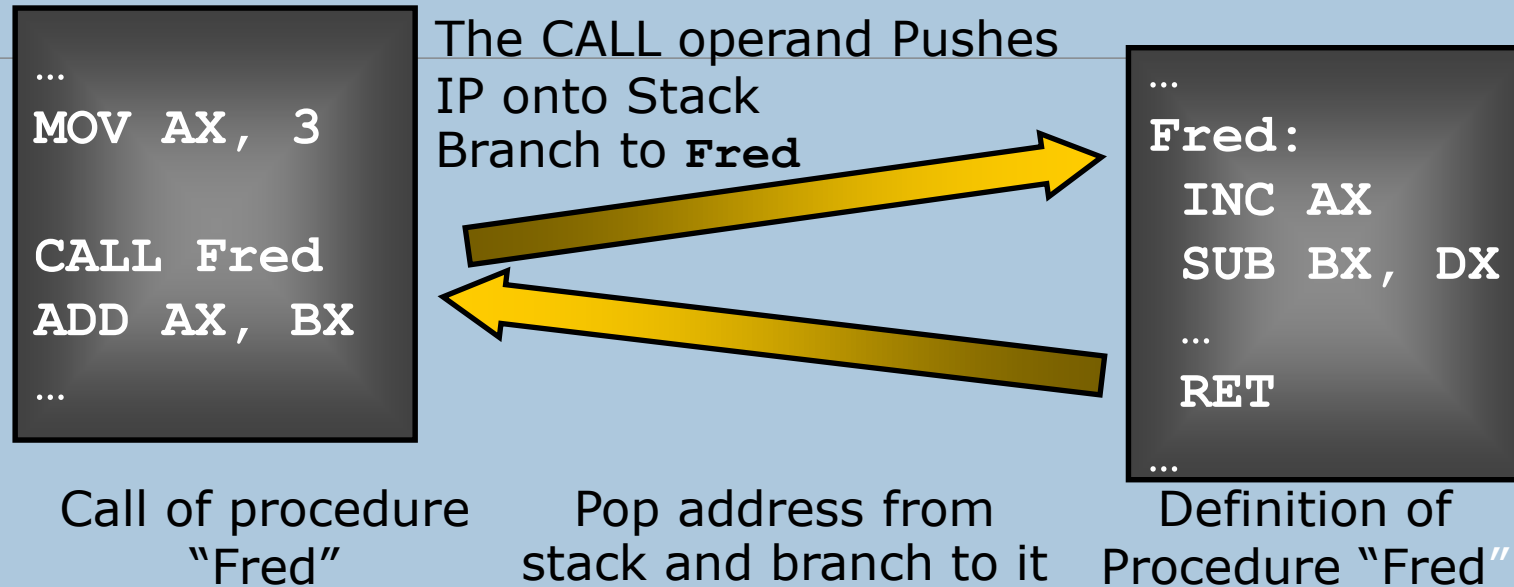 …
MOV AX, 3
CALL Fred
ADD AX, BX
…
The CALL operand Pushes
IP onto Stack
Branch to Fred
…
Fred:
INC AX
SUB BX, DX
…
RET
…
Call of procedure
“Fred”
Pop address from
stack and branch to it
Definition of
Procedure “Fred”